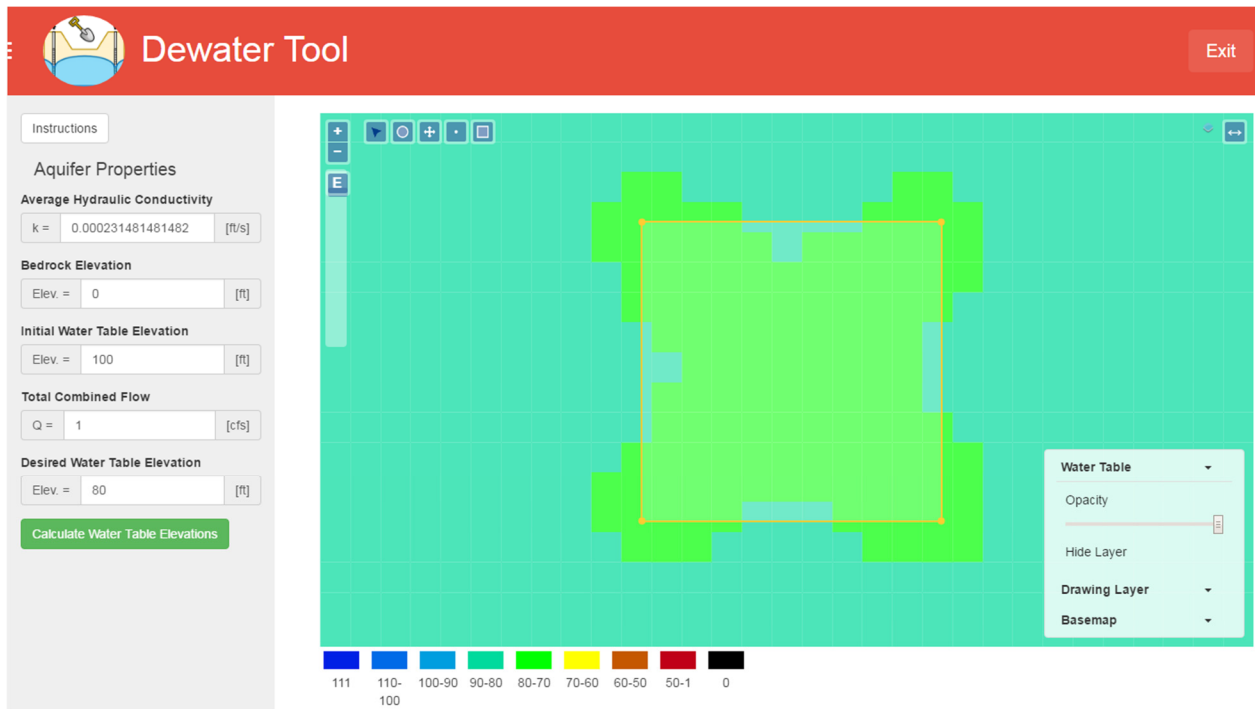 Dewater Tool
Exit
Instructions
Aquifer Properties
Average Hydraulic Conductivity
k = 0.000231481481482 [ft/s]
Bedrock Elevation
Elev. = 0 [ft]
Initial Water Table Elevation
Elev. = 100 [ft]
Total Combined Flow
Q = 1 [cfs]
Desired Water Table Elevation
Elev. = 80 [ft]
Calculate Water Table Elevations
+
−
E
Water Table
Opacity
Hide Layer
Drawing Layer
Basemap
111 110- 100-90 90-80 80-70 70-60 60-50 50-1 0
100